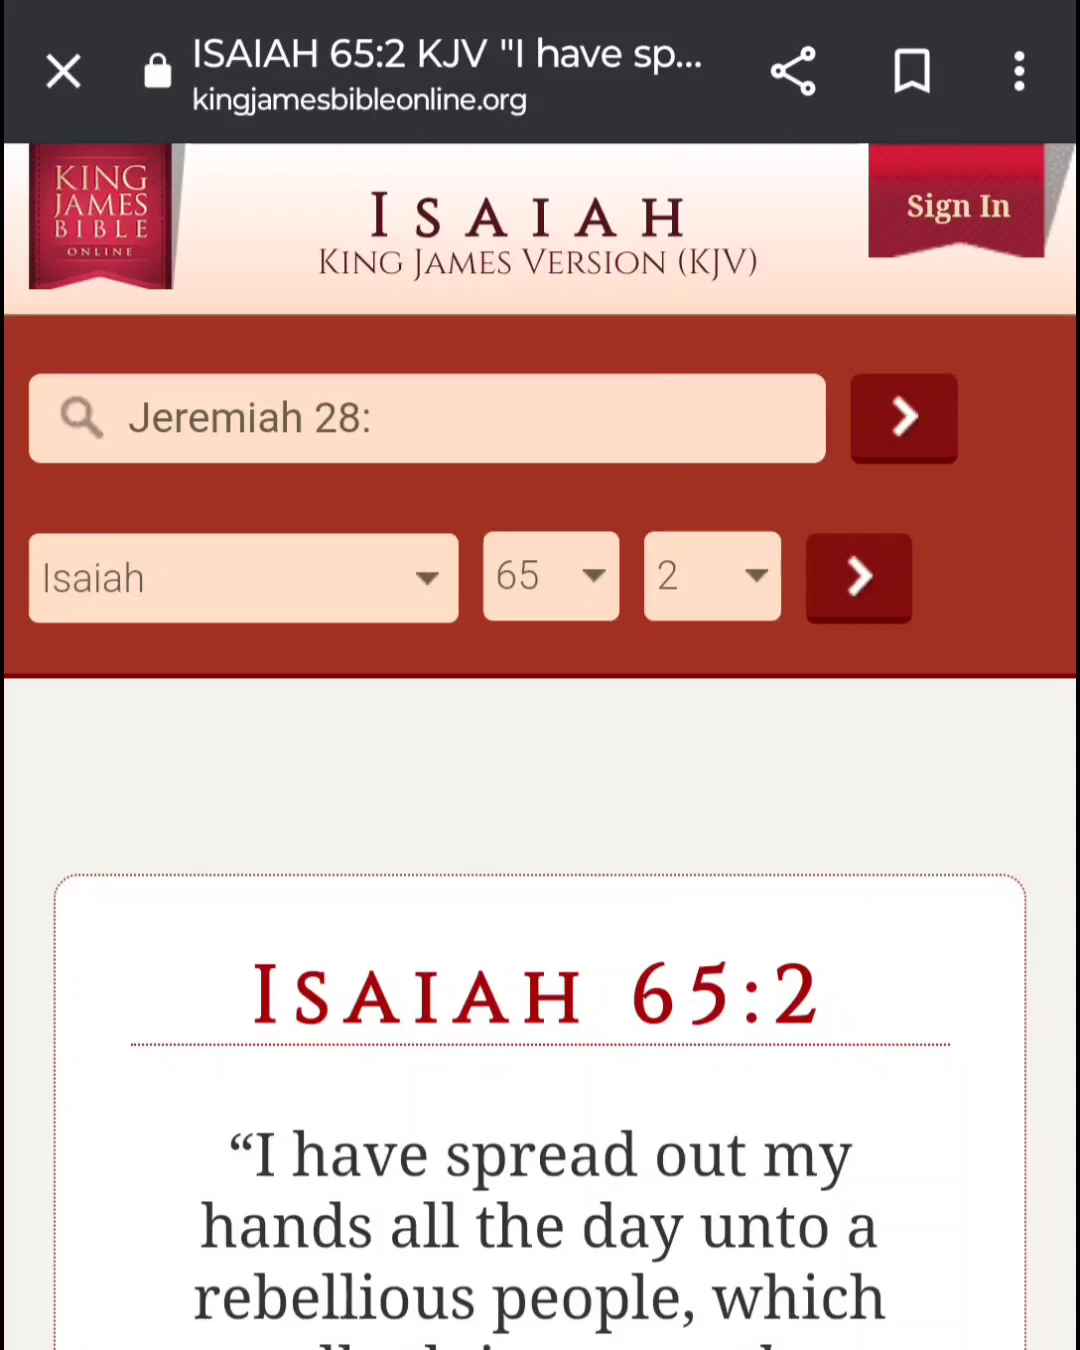 ISAIAH 65:2 KJV "I have sp...
kingjamesbibleonline.org
KING
JAMES
BIBLE
ONLINE
ISAIAH
KING JAMES VERSION (KJV)
Sign In
Jeremiah 28:
Isaiah 65 2
ISAIAH 65:2
“I have spread out my
hands all the day unto a
rebellious people, which